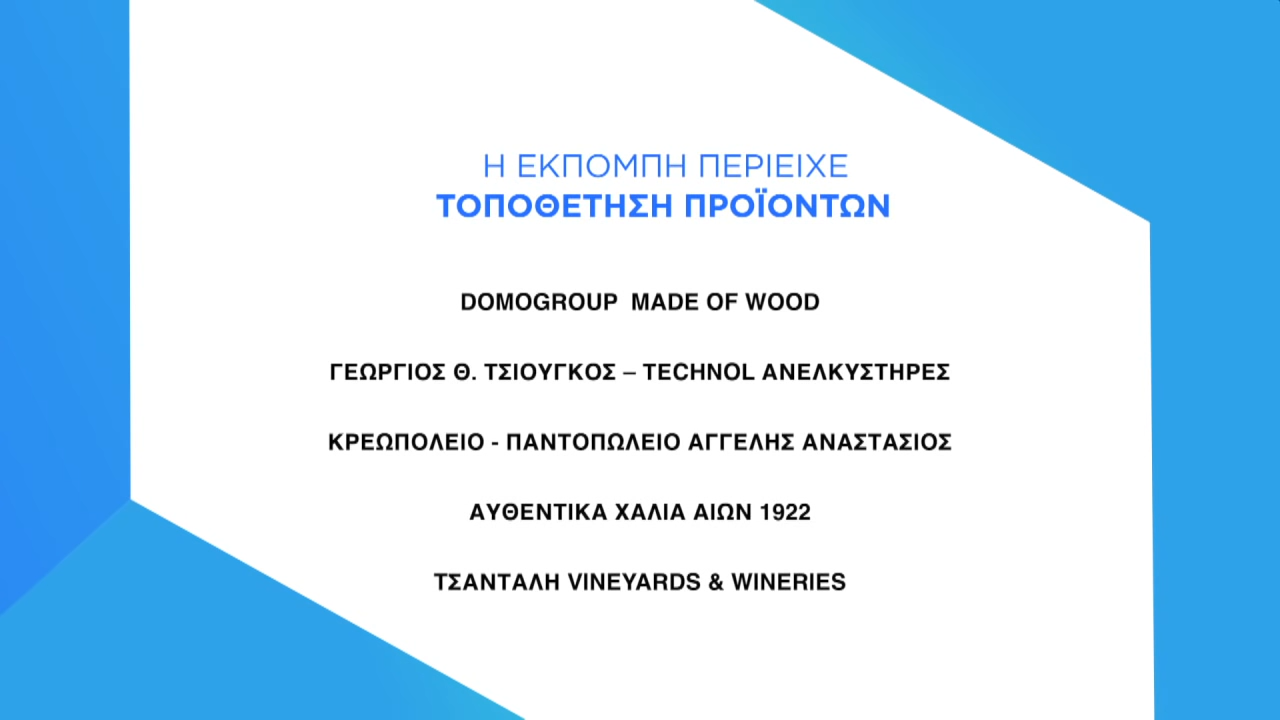 Η ΕΚΠΟΜΠΗ ΠΕΡΙΕΙΧΕ
ΤΟΠΟΘΕΤΗΣΗ ΠΡΟΪΟΝΤΩΝ
DOMOGROUP  MADE OF WOOD
ΓΕΩΡΓΙΟΣ Θ. ΤΣΙΟΥΓΚΟΣ – TECHNOL ΑΝΕΛΚΥΣΤΗΡΕΣ
ΚΡΕΩΠΟΛΕΙΟ - ΠΑΝΤΟΠΩΛΕΙΟ ΑΓΓΕΛΗΣ ΑΝΑΣΤΑΣΙΟΣ
ΑΥΘΕΝΤΙΚΑ ΧΑΛΙΑ ΑΙΩΝ 1922
ΤΣΑΝΤΑΛΗ VINEYARDS & WINERIES